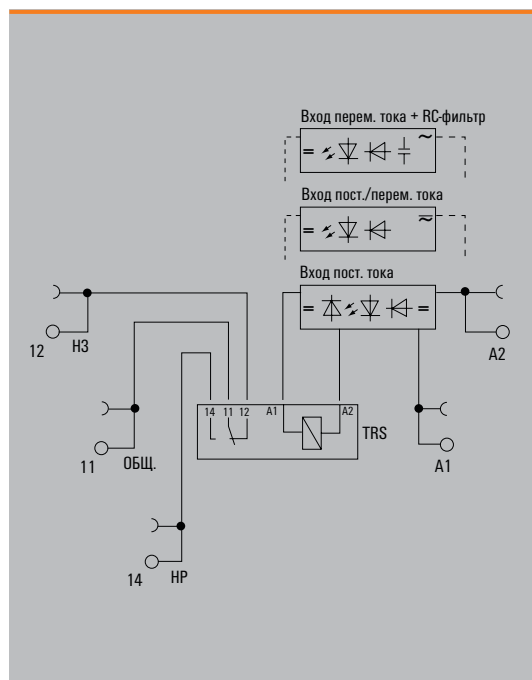 Вход перем. тока + RC-фильтр
= ~
Вход пост./перем. тока
=
Вход пост. тока
= =
12 НЗ
A2
14 11 12 A1 A2
TRS
11 ОБЩ.
A1
14 НР